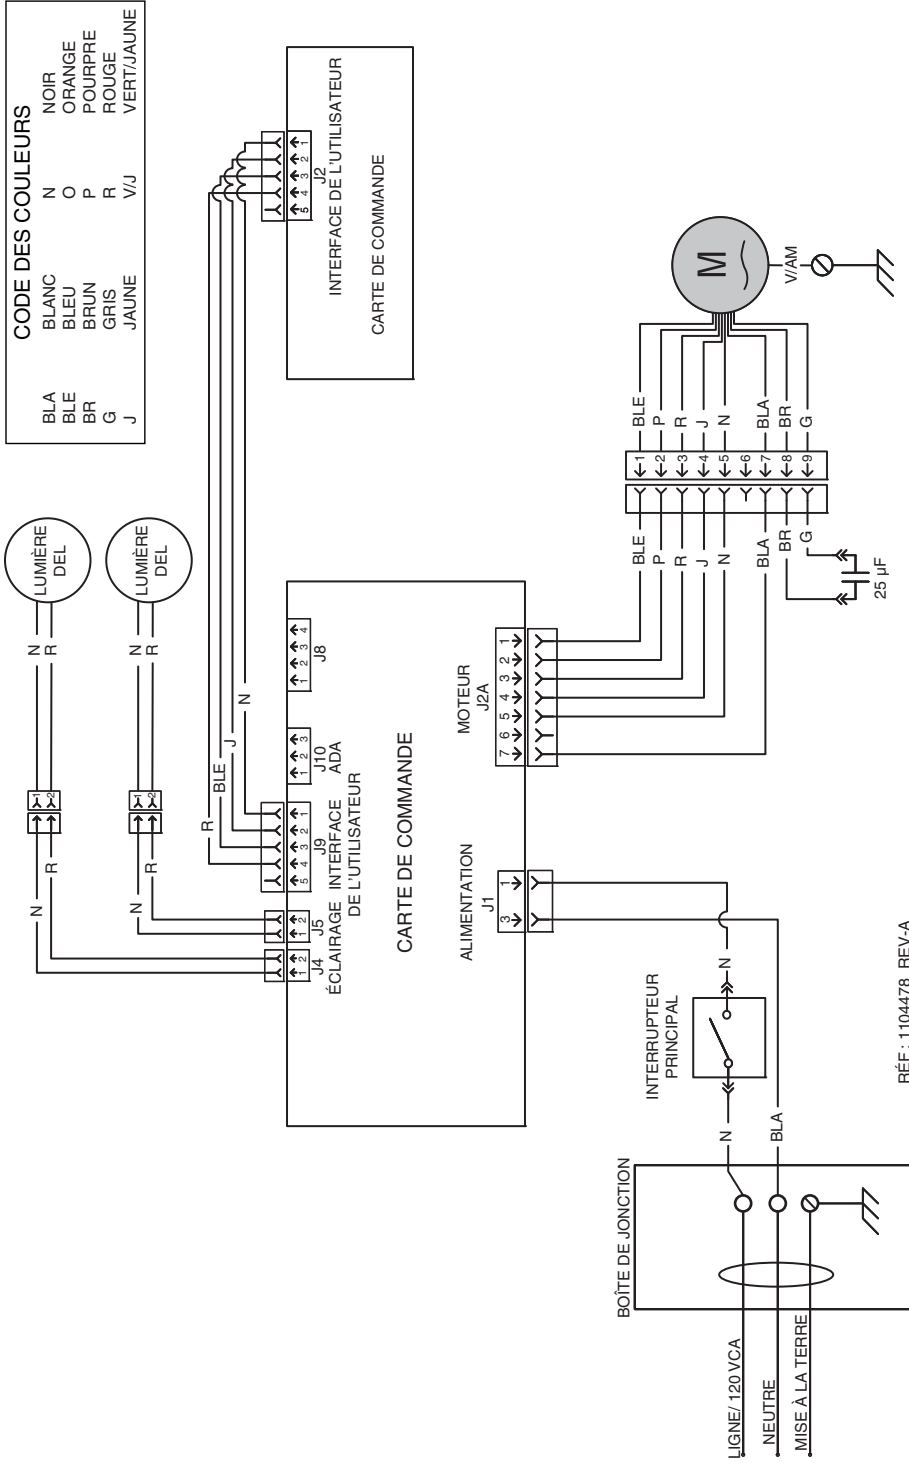 CODE DES COULEURS
BLA BLANC N NOIR
BLE BLEU O ORANGE
BR BRUN P POURPRE
G GRIS R ROUGE
J JAUNE V/J VERT/JAUNE
LUMIÈRE
DEL
N
R
1
2
N
R
LUMIÈRE
DEL
N
R
1
2
N
R
R
BLE
J
N
1
2
3
4
5
J2
INTERFACE DE L'UTILISATEUR
CARTE DE COMMANDE
1 2
J4
1 2
J5
ÉCLAIRAGE
5 4 3 2 1
J9
INTERFACE
DE L'UTILISATEUR
1 2 3
J10
ADA
1 2 3 4
J8
CARTE DE COMMANDE
ALIMENTATION
J1
3 1
MOTEUR
J2A
7 6 5 4 3 2 1
BLE
P
R
J
N
BLA
BR
G
25 µF
1
2
3
4
5
6
7
8
9
BLE
P
R
J
N
BLA
BR
G
M
V/AM
INTERRUPTEUR
PRINCIPAL
N
N
BLA
BOÎTE DE JONCTION
LIGNE/ 120 VCA
NEUTRE
MISE À LA TERRE
RÉF.: 1104478 REV-A